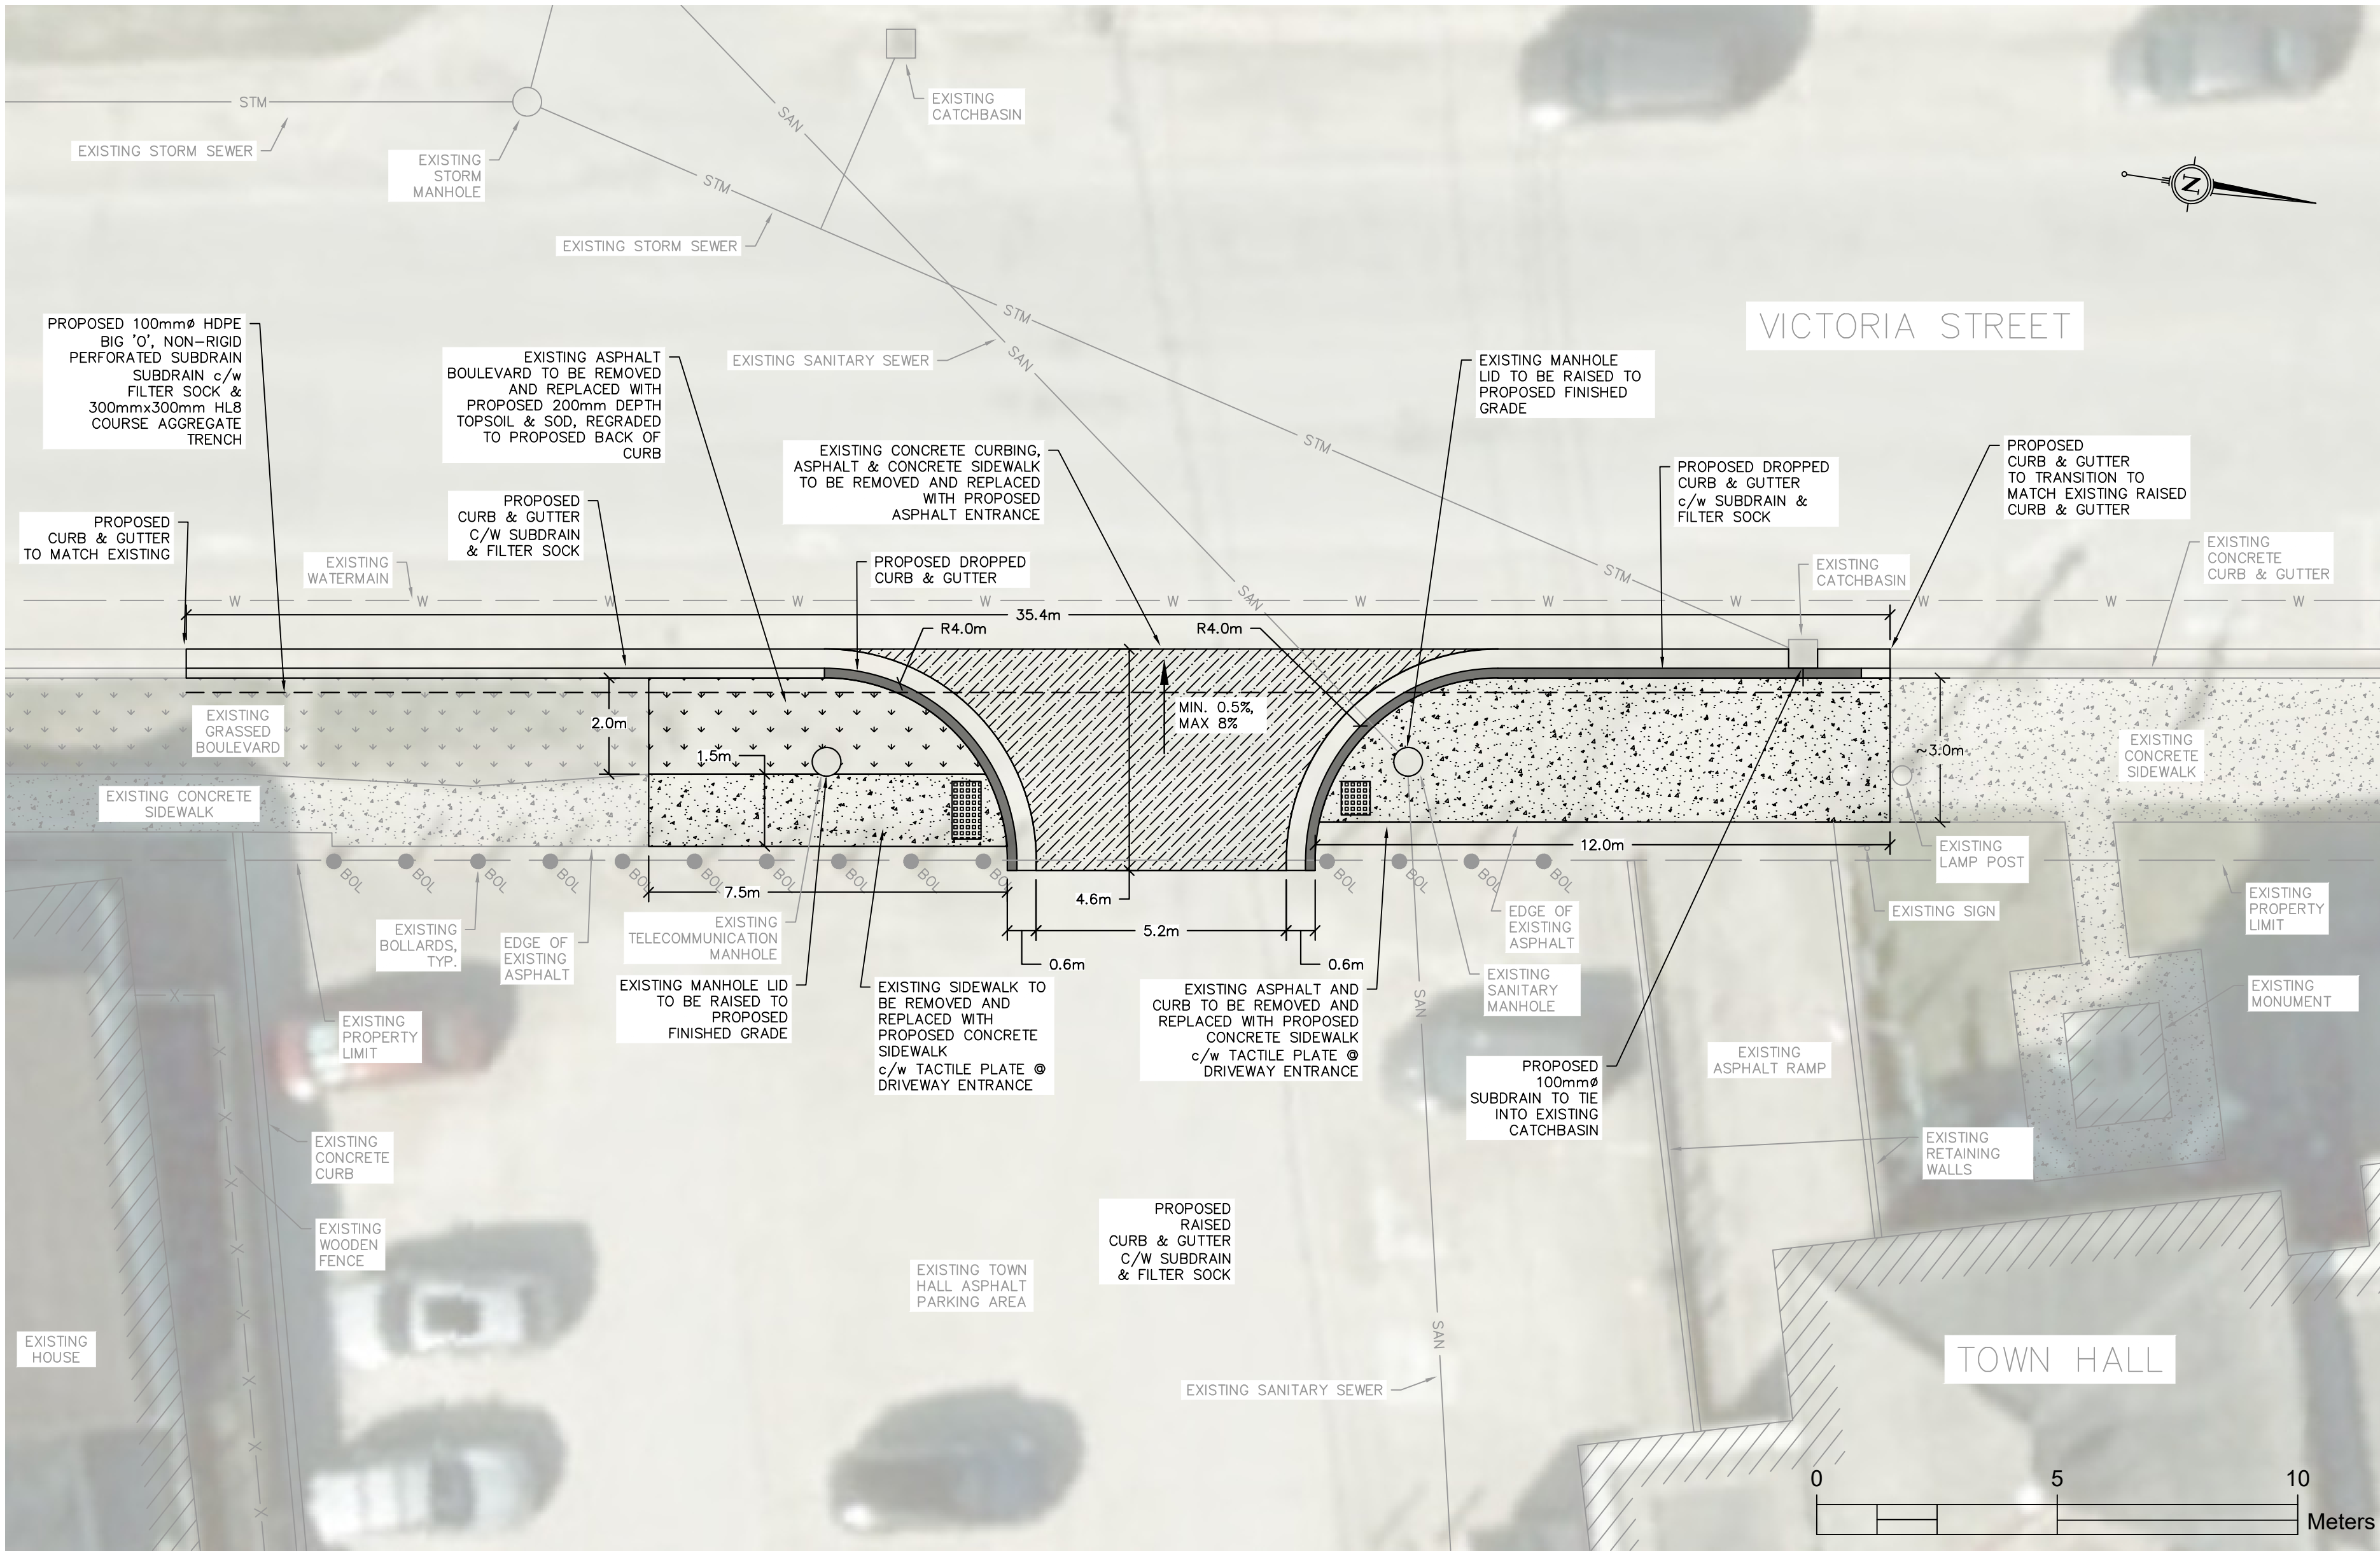 STM
EXISTING STORM SEWER
EXISTING
STORM
MANHOLE
EXISTING
CATCHBASIN
SAN
STM
EXISTING STORM SEWER
N
VICTORIA STREET
STM
SAN
EXISTING SANITARY SEWER
STM
PROPOSED 100mmø HDPE
BIG 'O', NON-RIGID
PERFORATED SUBDRAIN
SUBDRAIN c/w
FILTER SOCK &
300mmx300mm HL8
COURSE AGGREGATE
TRENCH
EXISTING ASPHALT
BOULEVARD TO BE REMOVED
AND REPLACED WITH
PROPOSED 200mm DEPTH
TOPSOIL & SOD, REGRADED
TO PROPOSED BACK OF
CURB
EXISTING MANHOLE
LID TO BE RAISED TO
PROPOSED FINISHED
GRADE
EXISTING CONCRETE CURBING,
ASPHALT & CONCRETE SIDEWALK
TO BE REMOVED AND REPLACED
WITH PROPOSED
ASPHALT ENTRANCE
PROPOSED DROPPED
CURB & GUTTER
c/w SUBDRAIN &
FILTER SOCK
PROPOSED
CURB & GUTTER
TO TRANSITION TO
MATCH EXISTING RAISED
CURB & GUTTER
PROPOSED
CURB & GUTTER
TO MATCH EXISTING
PROPOSED
CURB & GUTTER
C/W SUBDRAIN
& FILTER SOCK
EXISTING
WATERMAIN
PROPOSED DROPPED
CURB & GUTTER
STM
SAN
EXISTING
CATCHBASIN
EXISTING
CONCRETE
CURB & GUTTER
W
W
W
W
W
W
W
W
W
W
W
W
35.4m
R4.0m
R4.0m
MIN. 0.5%,
MAX 8%
2.0m
1.5m
~3.0m
EXISTING
GRASSED
BOULEVARD
EXISTING
CONCRETE
SIDEWALK
EXISTING CONCRETE
SIDEWALK
12.0m
EXISTING
LAMP POST
BOL
BOL
BOL
BOL
BOL
BOL
BOL
BOL
BOL
BOL
BOL
BOL
BOL
BOL
7.5m
4.6m
5.2m
0.6m
0.6m
EXISTING
BOLLARDS,
TYP.
EDGE OF
EXISTING
ASPHALT
EXISTING
TELECOMMUNICATION
MANHOLE
EDGE OF
EXISTING
ASPHALT
EXISTING SIGN
EXISTING
PROPERTY
LIMIT
EXISTING MANHOLE LID
TO BE RAISED TO
PROPOSED
FINISHED GRADE
EXISTING SIDEWALK TO
BE REMOVED AND
REPLACED WITH
PROPOSED CONCRETE
SIDEWALK
c/w TACTILE PLATE @
DRIVEWAY ENTRANCE
EXISTING ASPHALT AND
CURB TO BE REMOVED AND
REPLACED WITH PROPOSED
CONCRETE SIDEWALK
c/w TACTILE PLATE @
DRIVEWAY ENTRANCE
SAN
EXISTING
SANITARY
MANHOLE
EXISTING
MONUMENT
EXISTING
PROPERTY
LIMIT
PROPOSED
100mmø
SUBDRAIN TO TIE
INTO EXISTING
CATCHBASIN
EXISTING
ASPHALT RAMP
EXISTING
CONCRETE
CURB
EXISTING
RETAINING
WALLS
EXISTING
WOODEN
FENCE
PROPOSED
RAISED
CURB & GUTTER
C/W SUBDRAIN
& FILTER SOCK
EXISTING TOWN
HALL ASPHALT
PARKING AREA
SAN
EXISTING
HOUSE
TOWN HALL
EXISTING SANITARY SEWER
0 5 10
Meters